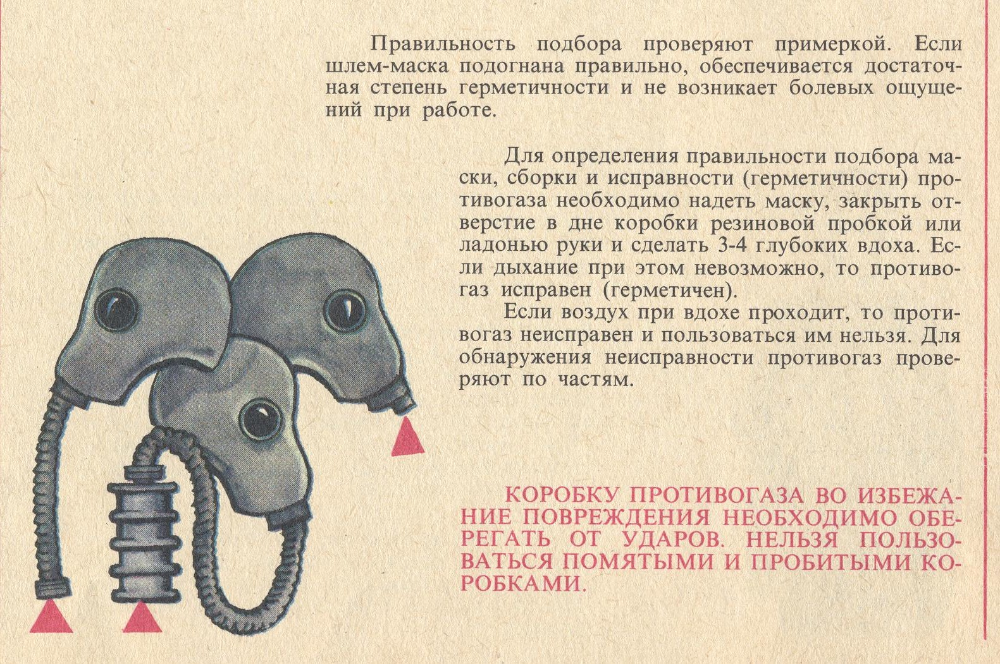 Правильность подбора проверяют примеркой. Если
шлем-маска подогнана правильно, обеспечивается достаточ-
ная степень герметичности и не возникает болевых ощуще-
ний при работе.
Для определения правильности подбора ма-
ски, сборки и исправности (герметичности) про-
тивогаза необходимо надеть маску, закрыть от-
верстие в дне коробки резиновой пробкой или
ладонью руки и сделать 3-4 глубоких вдоха. Ес-
ли дыхание при этом невозможно, то противо-
газ исправен (герметичен).
Если воздух при вдохе проходит, то проти-
вогаз неисправен и пользоваться им нельзя. Для
обнаружения неисправности противогаз прове-
ряют по частям.
КОРОБКУ ПРОТИВОГАЗА ВО ИЗБЕЖА-
НИЕ ПОВРЕЖДЕНИЯ НЕОБХОДИМО ОБЕ-
РЕГАТЬ ОТ УДАРОВ. НЕЛЬЗЯ ПОЛЬЗО-
ВАТЬСЯ ПОМЯТЫМИ И ПРОБИТЫМИ КО-
РОБКАМИ.